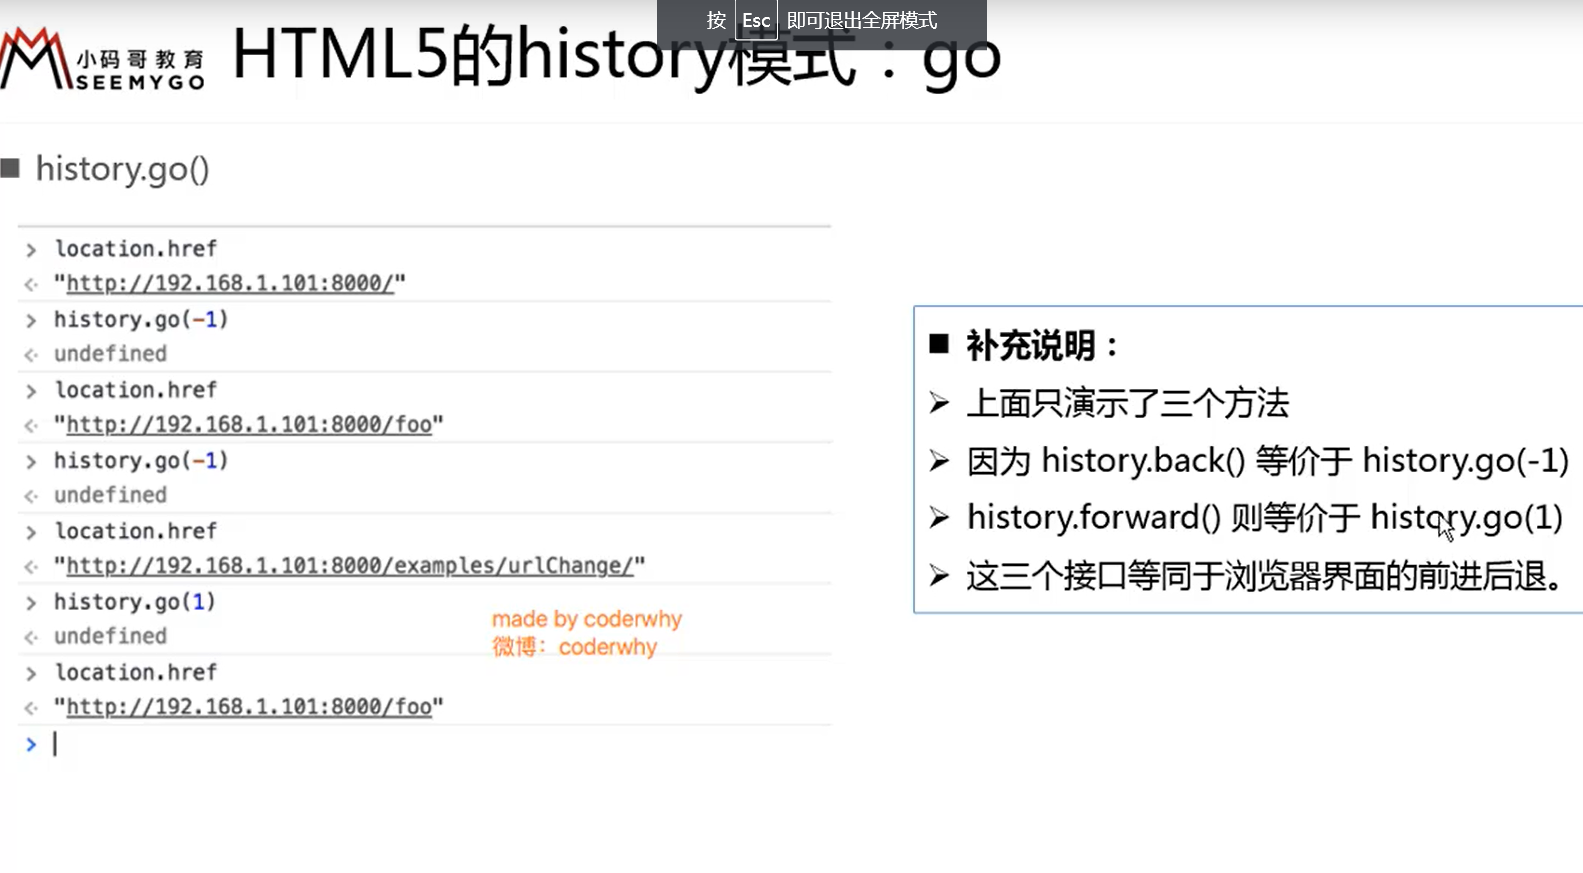 按 Esc 即可退出全屏模式
小码哥教育
SEEMYGO
HTML5的history模式：go
history.go()
> location.href
"http://192.168.1.101:8000/"
> history.go(-1)
undefined
> location.href
"http://192.168.1.101:8000/foo"
> history.go(-1)
undefined
> location.href
"http://192.168.1.101:8000/examples/urlChange/"
> history.go(1)
undefined
> location.href
"http://192.168.1.101:8000/foo"
>
made by coderwhy
微博：coderwhy
补充说明：
上面只演示了三个方法
因为 history.back() 等价于 history.go(-1)
history.forward() 则等价于 history.go(1)
这三个接口等同于浏览器界面的前进后退。